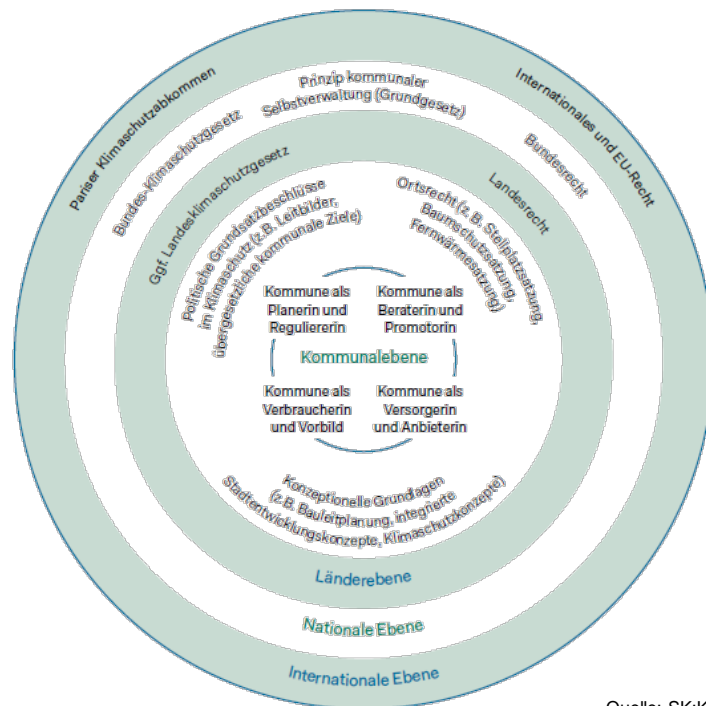 Pariser Klimaschutzabkommen
Internationales und EU-Recht
Prinzip kommunaler
Selbstverwaltung (Grundgesetz)
Bundes-Klimaschutzgesetz
Bundesrecht
Ggf. Landesklimaschutzgesetz
Landesrecht
Politische Grundsatzbeschlüsse
im Klimaschutz (z.B. Leitbilder,
übergesetzliche kommunale Ziele)
Ortsrecht (z.B. Stellplatzsatzung,
Baumschutzsatzung,
Fernwärmesatzung)
Kommune als
Planerin und
Reguliererin
Kommune als
Beraterin und
Promotorin
Kommunalebene
Kommune als
Verbraucherin
und Vorbild
Kommune als
Versorgerin
und Anbieterin
Konzeptionelle Grundlagen
(z.B. Bauleitplanung, integrierte
Stadtentwicklungskonzepte, Klimaschutzkonzepte)
Länderebene
Nationale Ebene
Internationale Ebene